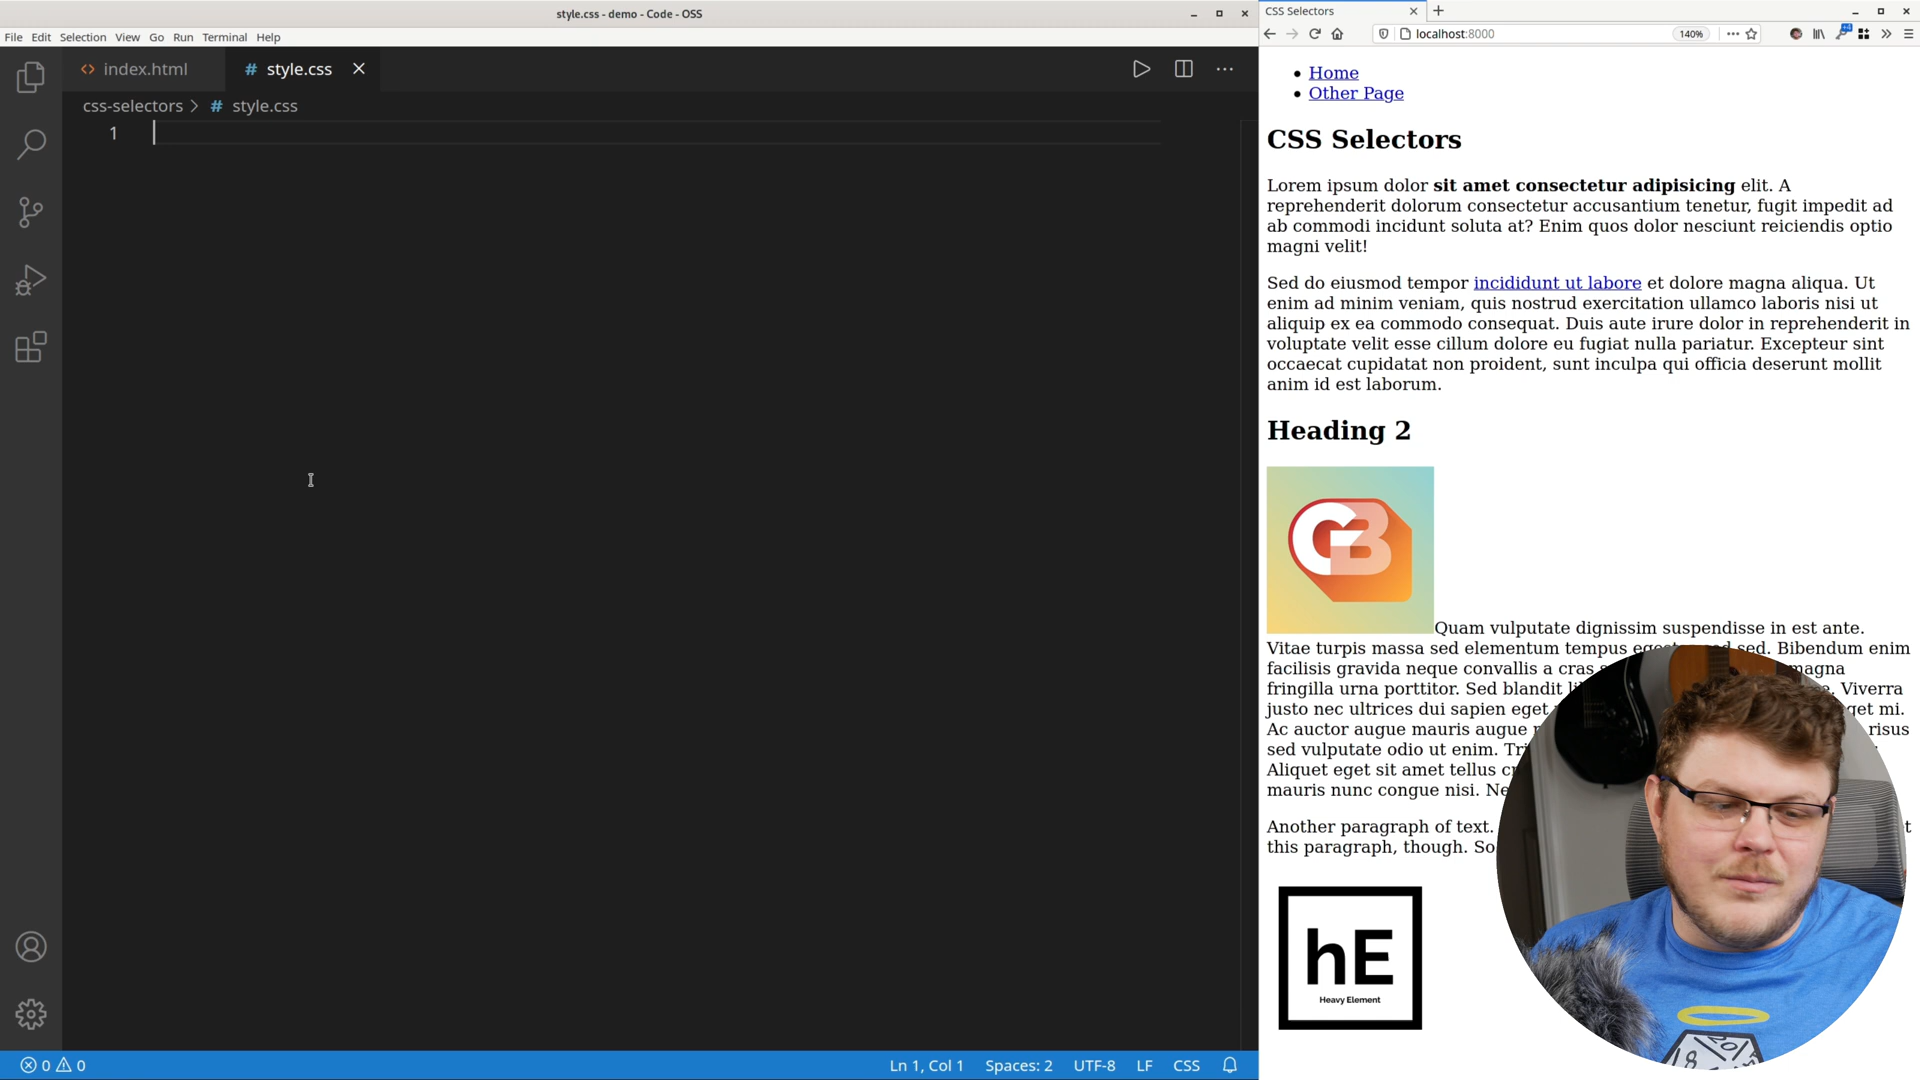 style.css - demo - Code - OSS
File Edit Selection View Go Run Terminal Help
index.html
# style.css
css-selectors > # style.css
1
0 0
Ln 1, Col 1 Spaces: 2 UTF-8 LF CSS
CSS Selectors
localhost:8000 140%
Home
Other Page
CSS Selectors
Lorem ipsum dolor sit amet consectetur adipisicing elit. A
reprehenderit dolorum consectetur accusantium tenetur, fugit impedit ad
ab commodi incidunt soluta at? Enim quos dolor nesciunt reiciendis optio
magni velit!
Sed do eiusmod tempor incididunt ut labore et dolore magna aliqua. Ut
enim ad minim veniam, quis nostrud exercitation ullamco laboris nisi ut
aliquip ex ea commodo consequat. Duis aute irure dolor in reprehenderit in
voluptate velit esse cillum dolore eu fugiat nulla pariatur. Excepteur sint
occaecat cupidatat non proident, sunt inculpa qui officia deserunt mollit
anim id est laborum.
Heading 2
GB
Quam vulputate dignissim suspendisse in est ante.
Vitae turpis massa sed elementum tempus sed. Bibendum enim
facilisis gravida neque convallis a cras magna
fringilla urna porttitor. Sed blandit Viverra
justo nec ultrices dui sapien eget get mi.
Ac auctor augue mauris augue risus
sed vulputate odio ut enim.
Aliquet eget sit amet tellus
mauris nunc congue nisi.
Another paragraph of text.
this paragraph, though. So
hE
Heavy Element
20
8